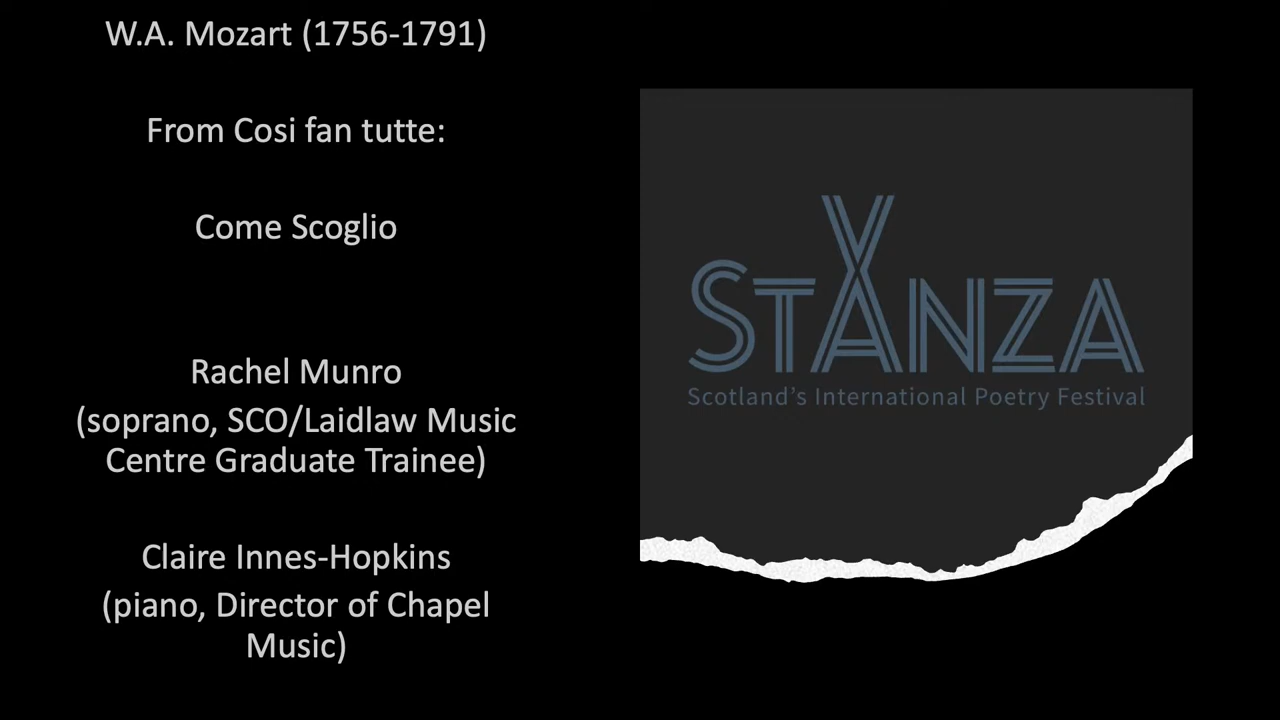 W.A. Mozart (1756-1791)
From Cosi fan tutte:
Come Scoglio
Rachel Munro
(soprano, SCO/Laidlaw Music
Centre Graduate Trainee)
Claire Innes-Hopkins
(piano, Director of Chapel
Music)
STANZA
Scotland's International Poetry Festival